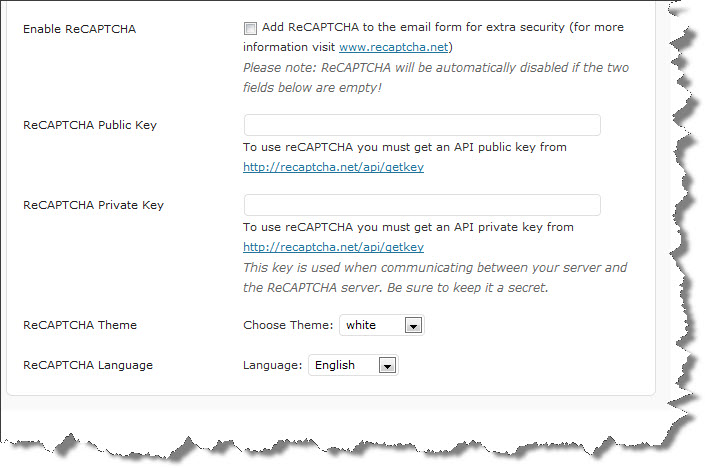 Enable ReCAPTCHA
Add ReCAPTCHA to the email form for extra security (for more
information visit www.recaptcha.net)
Please note: ReCAPTCHA will be automatically disabled if the two
fields below are empty!
ReCAPTCHA Public Key
To use reCAPTCHA you must get an API public key from
http://recaptcha.net/api/getkey
ReCAPTCHA Private Key
To use reCAPTCHA you must get an API private key from
http://recaptcha.net/api/getkey
This key is used when communicating between your server and
the ReCAPTCHA server. Be sure to keep it a secret.
ReCAPTCHA Theme
Choose Theme: white
ReCAPTCHA Language
Language: English